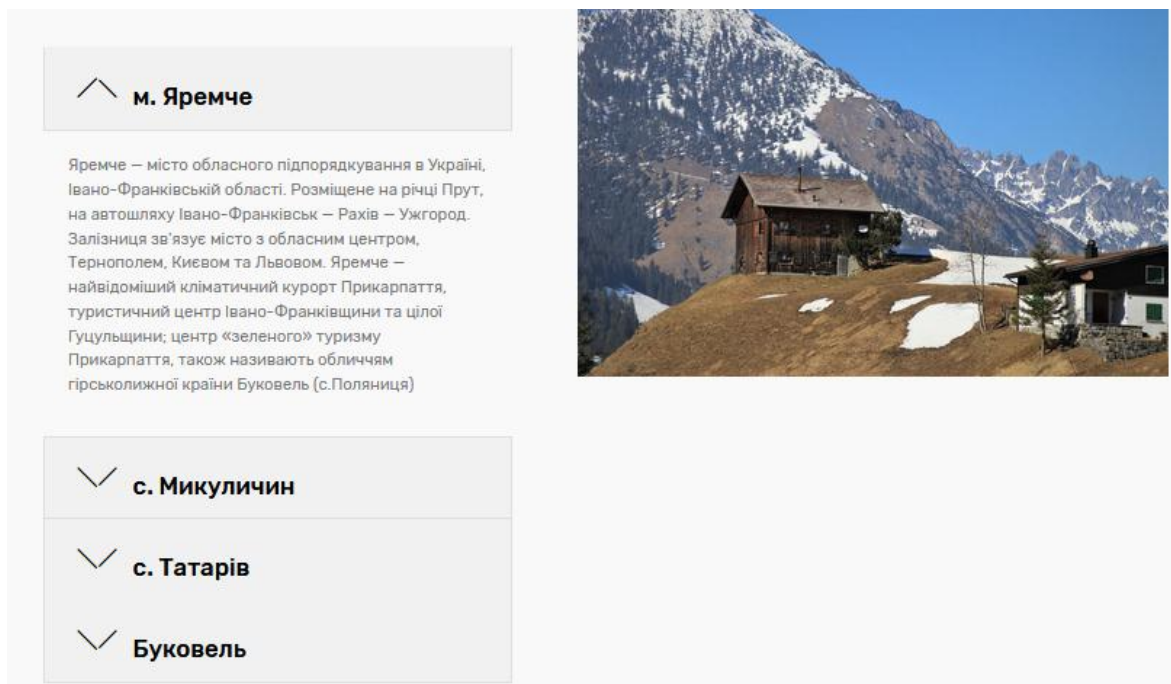 м. Яремче
Яремче — місто обласного підпорядкування в Україні,
Івано-Франківській області. Розміщене на річці Прут,
на автошляху Івано-Франківськ — Рахів — Ужгород.
Залізниця зв'язує місто з обласним центром,
Тернополем, Києвом та Львовом. Яремче —
найвідоміший кліматичний курорт Прикарпаття,
туристичний центр Івано-Франківщини та цілої
Гуцульщини; центр «зеленого» туризму
Прикарпаття, також називають обличчям
гірськолижної країни Буковель (с.Поляниця)
с. Микуличин
с. Татарів
Буковель